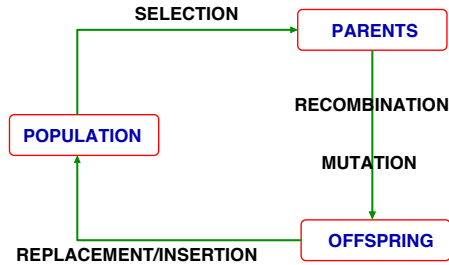 SELECTION
PARENTS
RECOMBINATION
POPULATION
MUTATION
OFFSPRING
REPLACEMENT/INSERTION